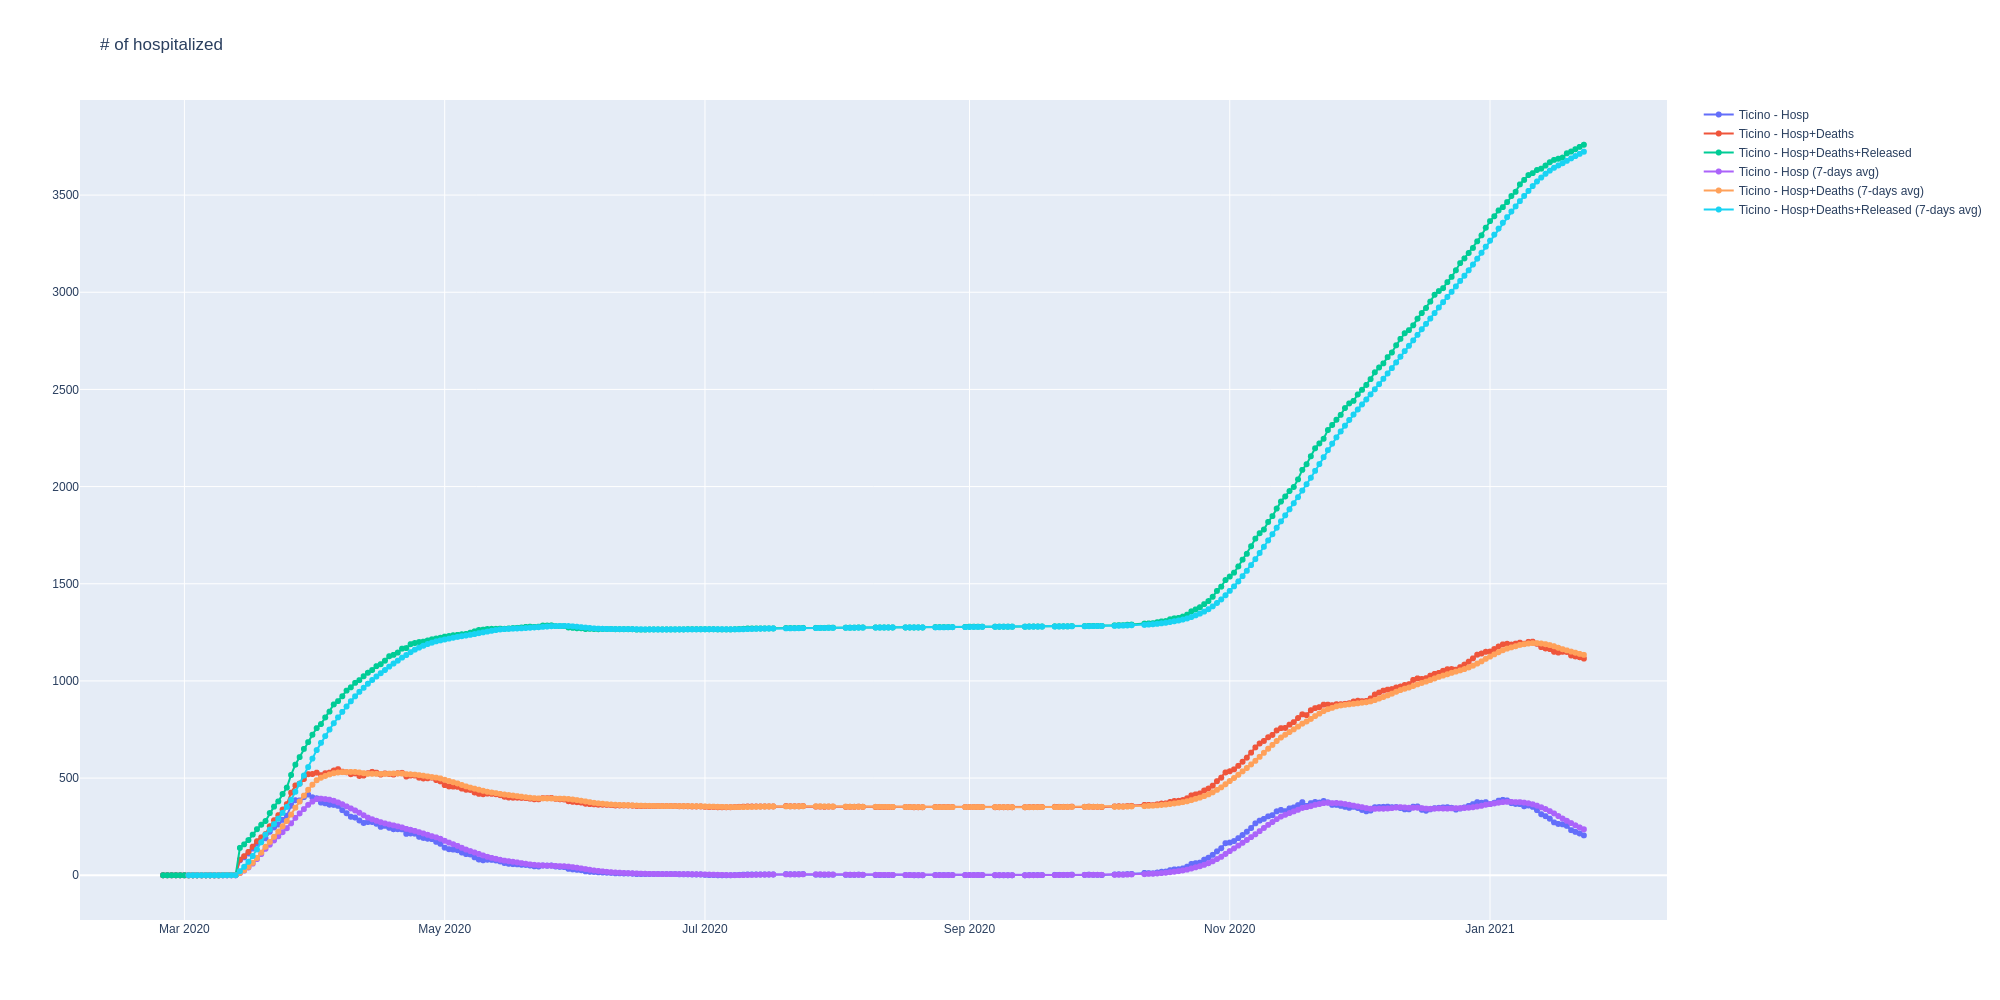 # of hospitalized
Ticino - Hosp
Ticino - Hosp+Deaths
Ticino - Hosp+Deaths+Released
Ticino - Hosp (7-days avg)
Ticino - Hosp+Deaths (7-days avg)
Ticino - Hosp+Deaths+Released (7-days avg)
3500
3000
2500
2000
1500
1000
500
0
Mar 2020 May 2020 Jul 2020 Sep 2020 Nov 2020 Jan 2021